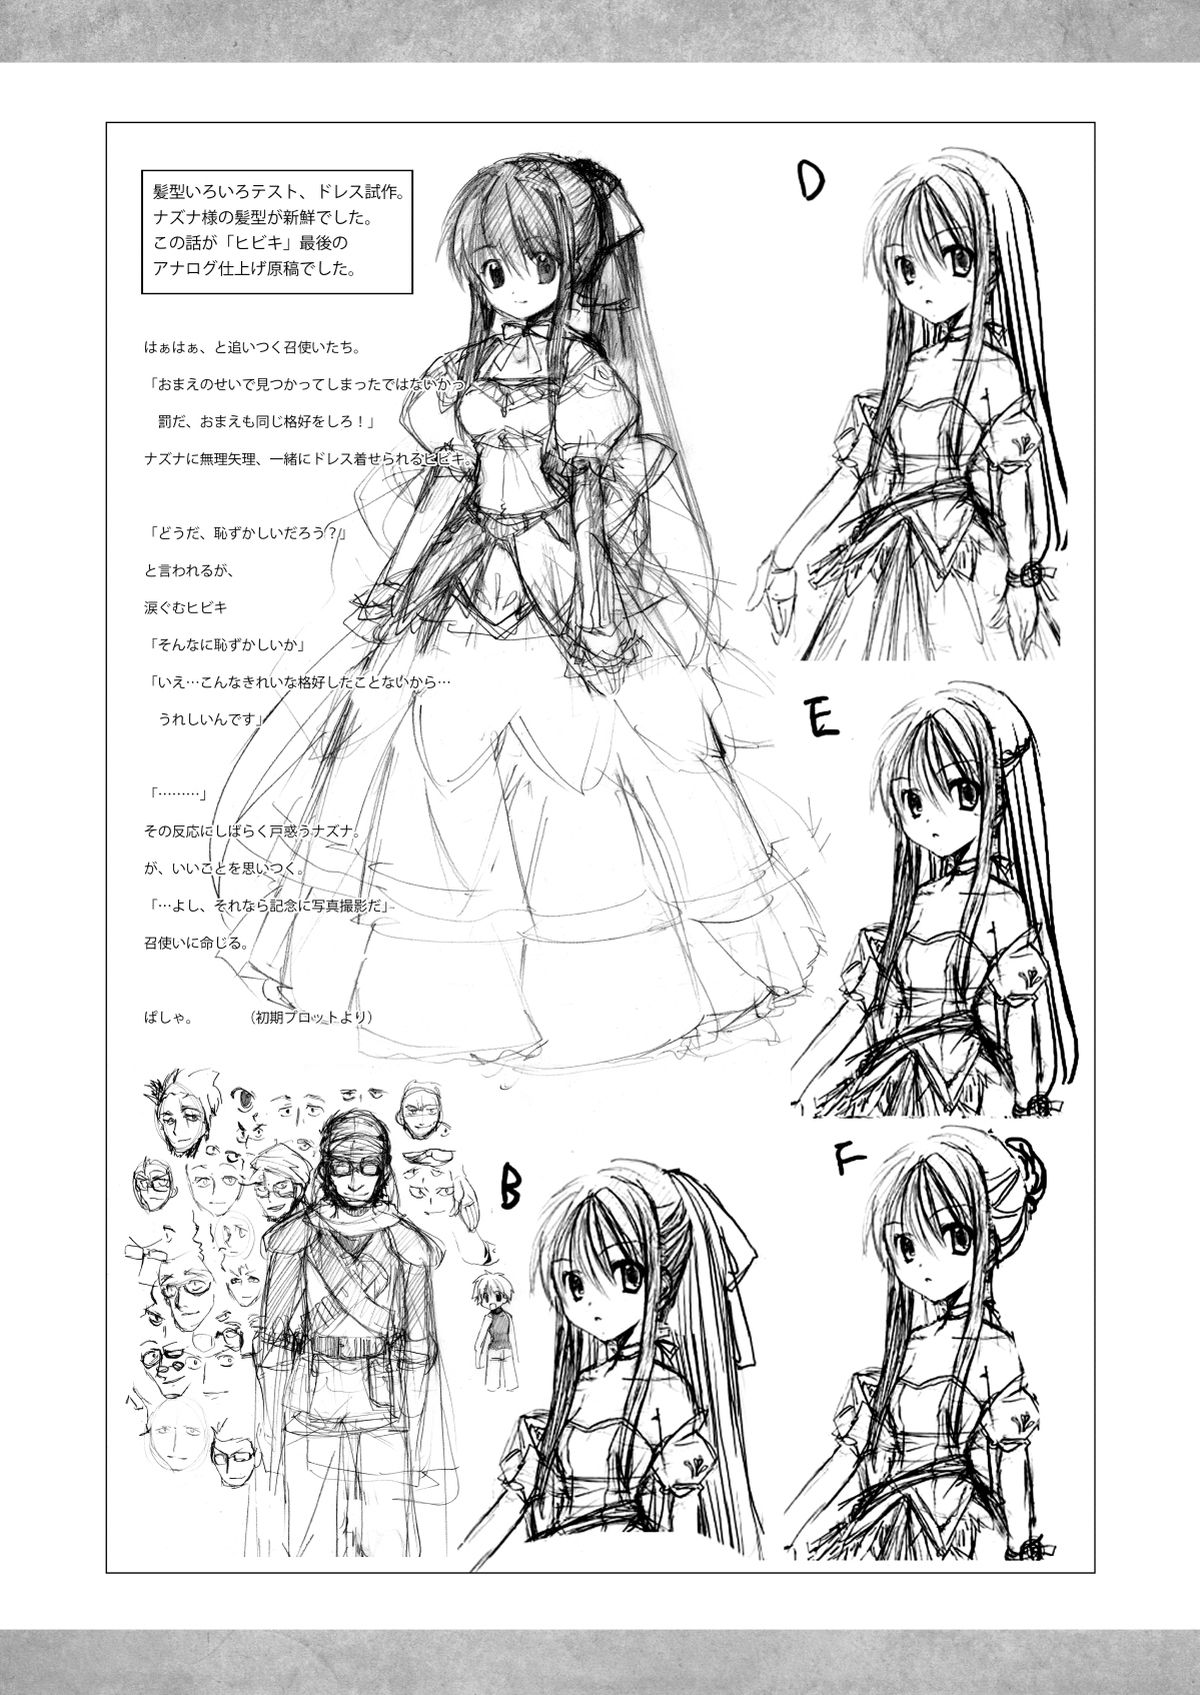 髪型いろいろテスト、ドレス試作。
ナズナ様の髪型が新鮮でした。
この話が「ヒビキ」最後の
アナログ仕上げ原稿でした。
はぁはぁ、と追いつく召使いたち。
「おまえのせいで見つかってしまったではないかっ
罰だ、おまえも同じ格好をしろ！」
ナズナに無理矢理、一緒にドレス着せられるヒビキ。
「どうだ、恥ずかしいだろう？」
と言われるが、
涙ぐむヒビキ
「そんなに恥ずかしいか」
「いえ…こんなきれいな格好したことないから…
うれしいんです」
「………」
その反応にしばらく戸惑うナズナ。
が、いいことを思いつく。
「…よし、それなら記念に写真撮影だ」
召使いに命じる。
ぱしゃ。　　　（初期プロットより）
D
E
B
F